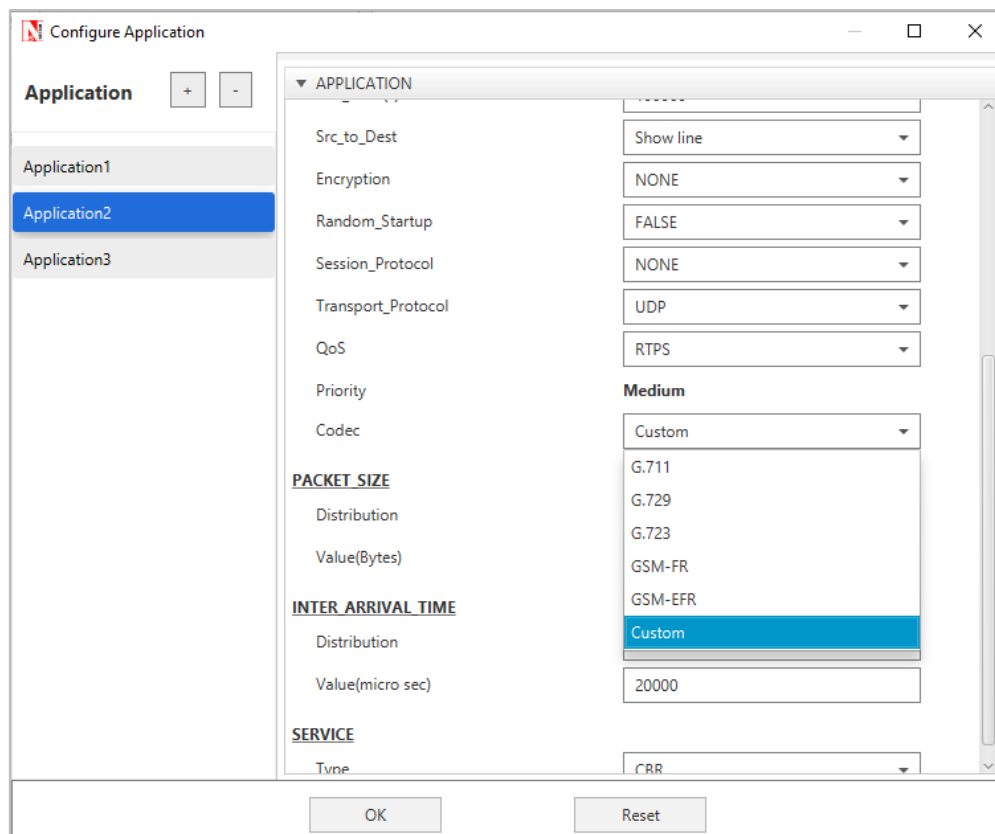 Configure Application
Application + -
Application1
Application2
Application3
APPLICATION
Src_to_Dest Show line
Encryption NONE
Random_Startup FALSE
Session_Protocol NONE
Transport_Protocol UDP
QoS RTPS
Priority Medium
Codec Custom
G.711
G.729
G.723
GSM-FR
GSM-EFR
Custom
PACKET_SIZE
Distribution
Value(Bytes)
INTER_ARRIVAL_TIME
Distribution
Value(micro sec) 20000
SERVICE
Type CBR
OK Reset